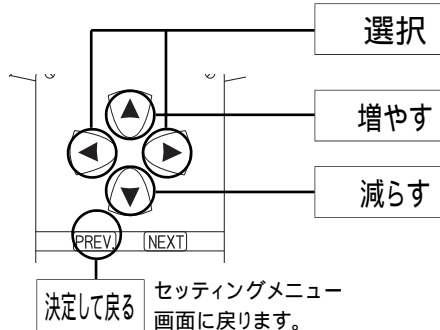 選択
増やす
減らす
PREV.
NEXT
決定して戻る
セッティングメニュー
画面に戻ります。